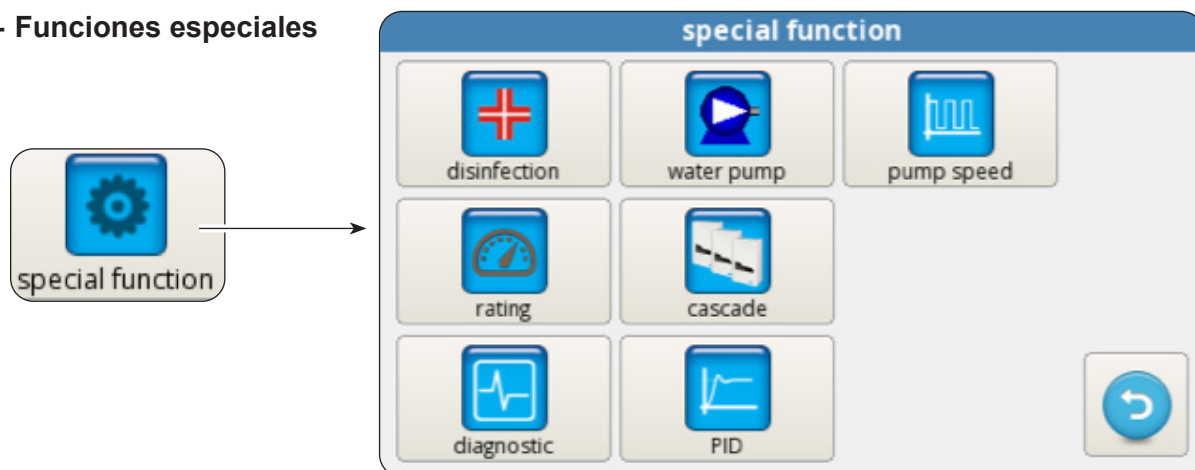 - Funciones especiales
special function
special function
disinfection
water pump
pump speed
rating
cascade
diagnostic
PID